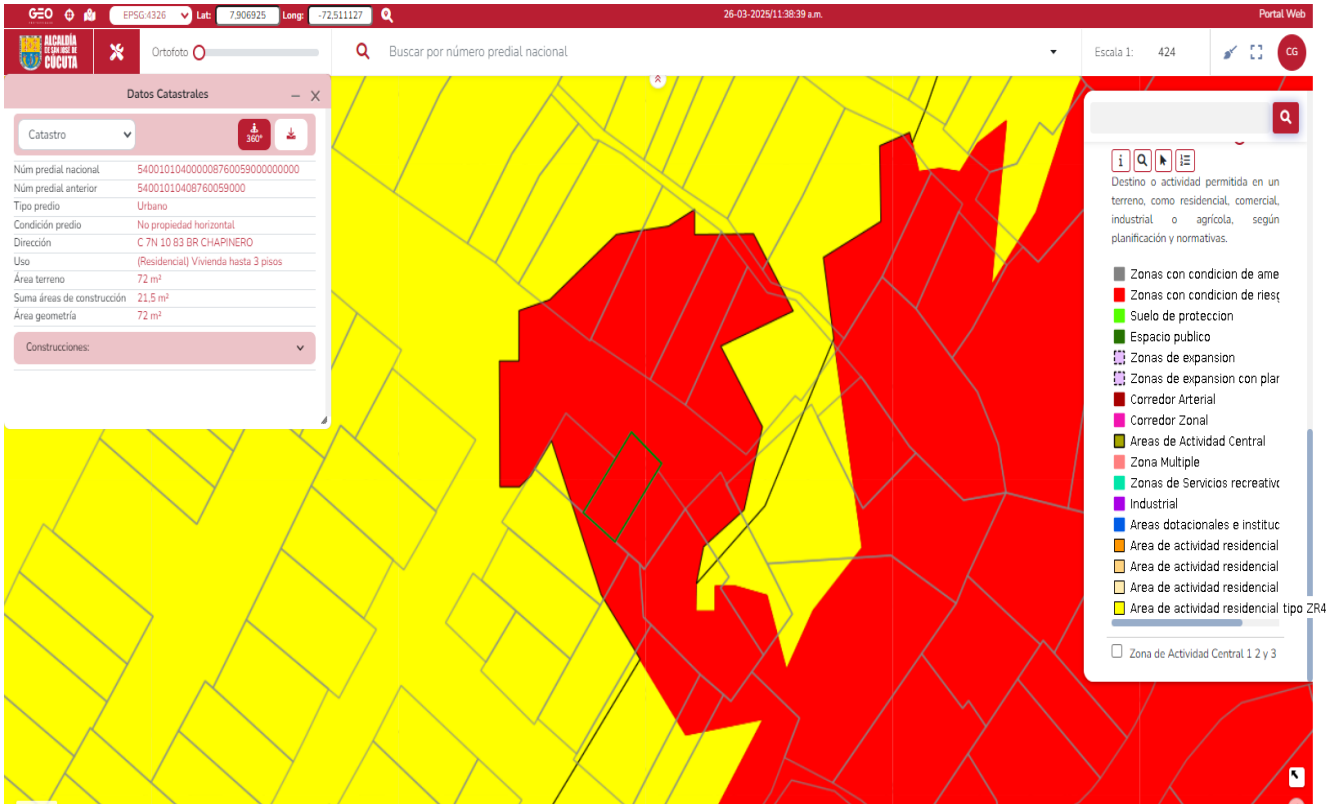 GEO EPSG:4326 Lat: 7,906925 Long: -72,511127 26-03-2025/11:38:39 a.m. Portal Web
ALCALDÍA
DE SAN JOSÉ DE
CÚCUTA
Ortofoto Buscar por número predial nacional Escala 1: 424 CG
Datos Catastrales
Catastro 360°
Núm predial nacional 540010104000008760059000000000
Núm predial anterior 54001010408760059000
Tipo predio Urbano
Condición predio No propiedad horizontal
Dirección C 7N 10 83 BR CHAPINERO
Uso (Residencial) Vivienda hasta 3 pisos
Área terreno 72 m²
Suma áreas de construcción 21,5 m²
Área geometría 72 m²
Construcciones:
Destino o actividad permitida en un
terreno, como residencial, comercial,
industrial o agrícola, según
planificación y normativas.
Zonas con condicion de ame
Zonas con condicion de riesg
Suelo de proteccion
Espacio publico
Zonas de expansion
Zonas de expansion con plan
Corredor Arterial
Corredor Zonal
Areas de Actividad Central
Zona Multiple
Zonas de Servicios recreativo
Industrial
Areas dotacionales e instituc
Area de actividad residencial
Area de actividad residencial
Area de actividad residencial
Area de actividad residencial tipo ZR4
Zona de Actividad Central 1 2 y 3